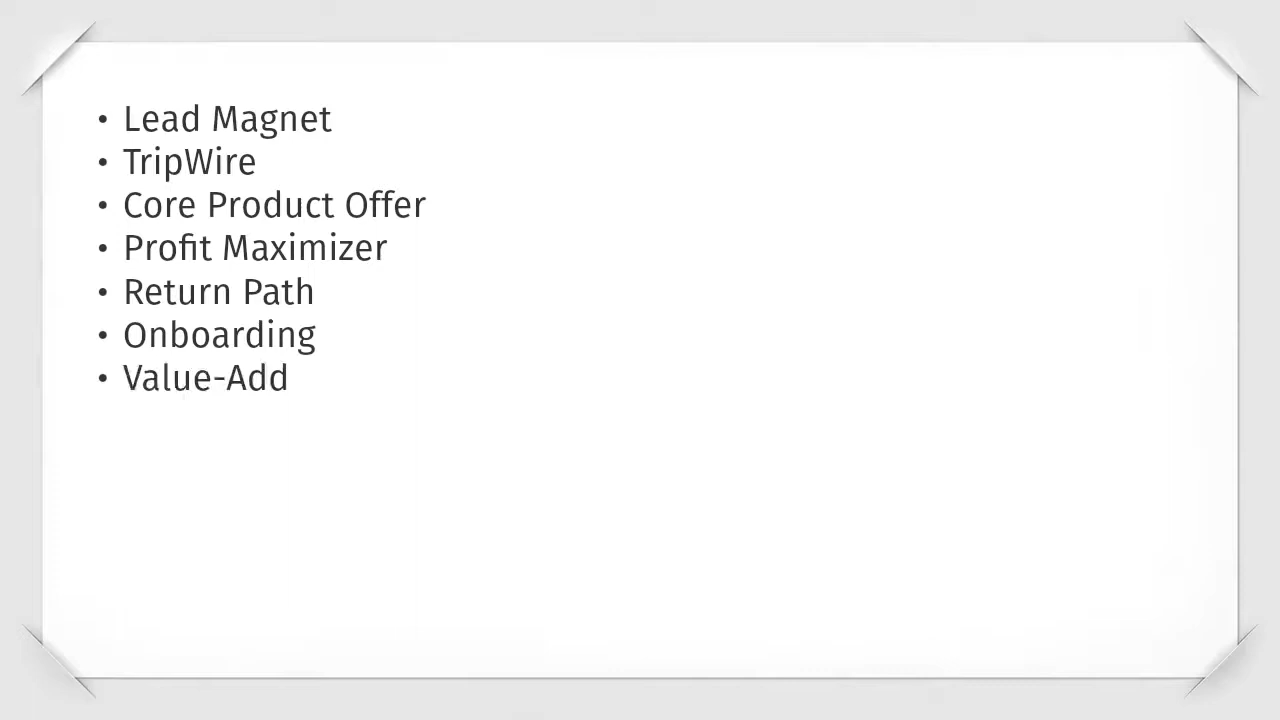 • Lead Magnet
• TripWire
• Core Product Offer
• Profit Maximizer
• Return Path
• Onboarding
• Value-Add